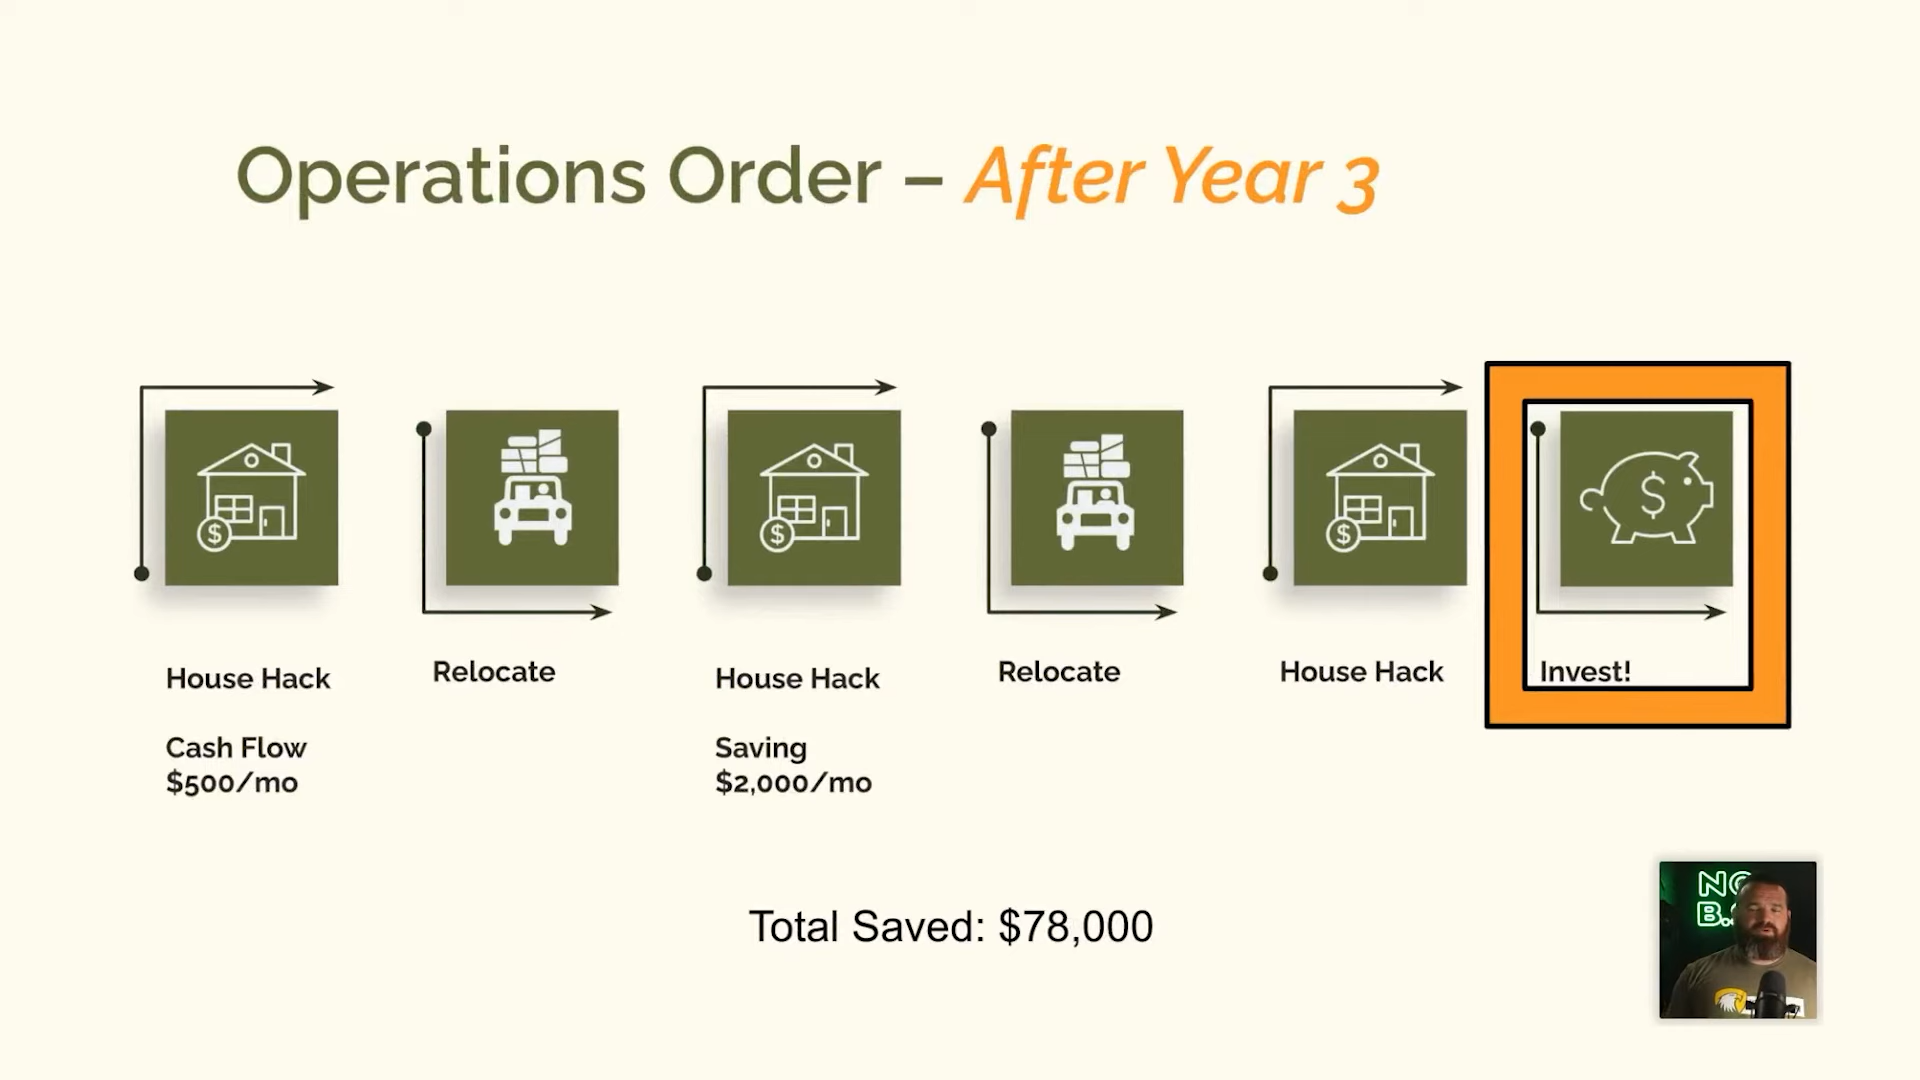 Operations Order – After Year 3
House Hack
Cash Flow
$500/mo
Relocate
House Hack
Saving
$2,000/mo
Relocate
House Hack
Invest!
Total Saved: $78,000